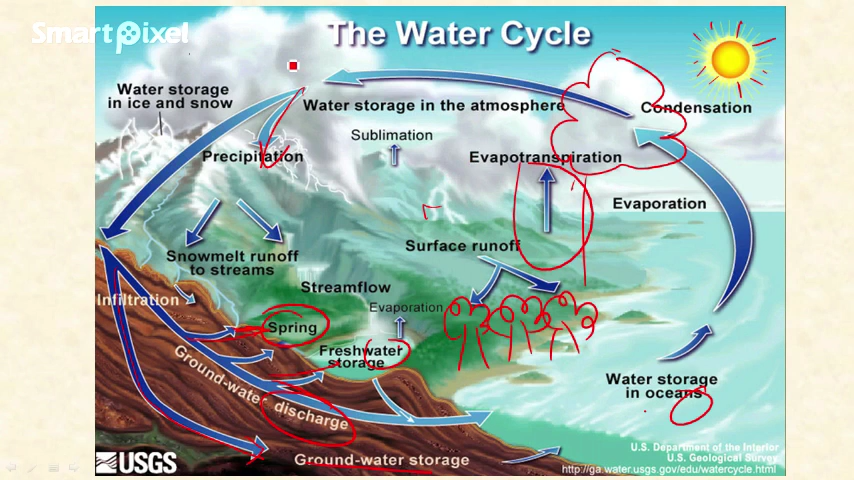 SmartPixel
The Water Cycle
Water storage
in ice and snow
Water storage in the atmosphere
Condensation
Sublimation
Precipitation
Evapotranspiration
Evaporation
Surface runoff
Snowmelt runoff
to streams
Streamflow
Infiltration
Evaporation
Spring
Freshwater
storage
Ground-water discharge
Water storage
in oceans
Ground-water storage
U.S. Department of the Interior
U.S. Geological Survey
http://ga.water.usgs.gov/edu/watercycle.html
USGS